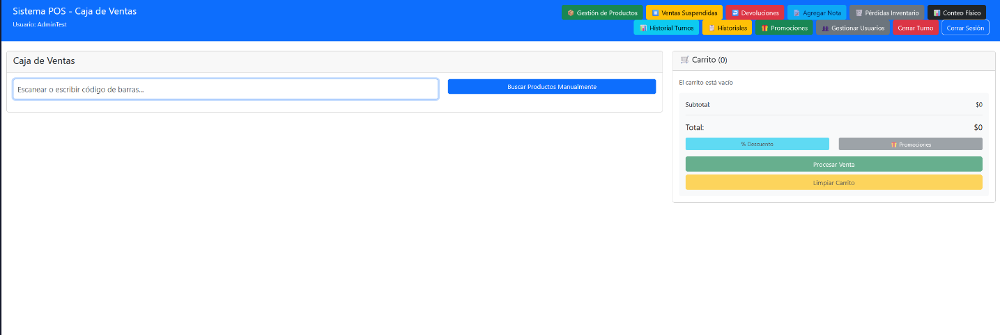 Sistema POS - Caja de Ventas
Usuario: AdminTest
Gestión de Productos
Ventas Suspendidas
Devoluciones
Agregar Nota
Pérdidas Inventario
Conteo Físico
Historial Turnos
Historiales
Promociones
Gestionar Usuarios
Cerrar Turno
Cerrar Sesión
Caja de Ventas
Escanear o escribir código de barras...
Buscar Productos Manualmente
Carrito (0)
El carrito está vacío
Subtotal: $0
Total: $0
% Descuento
Promociones
Procesar Venta
Limpiar Carrito